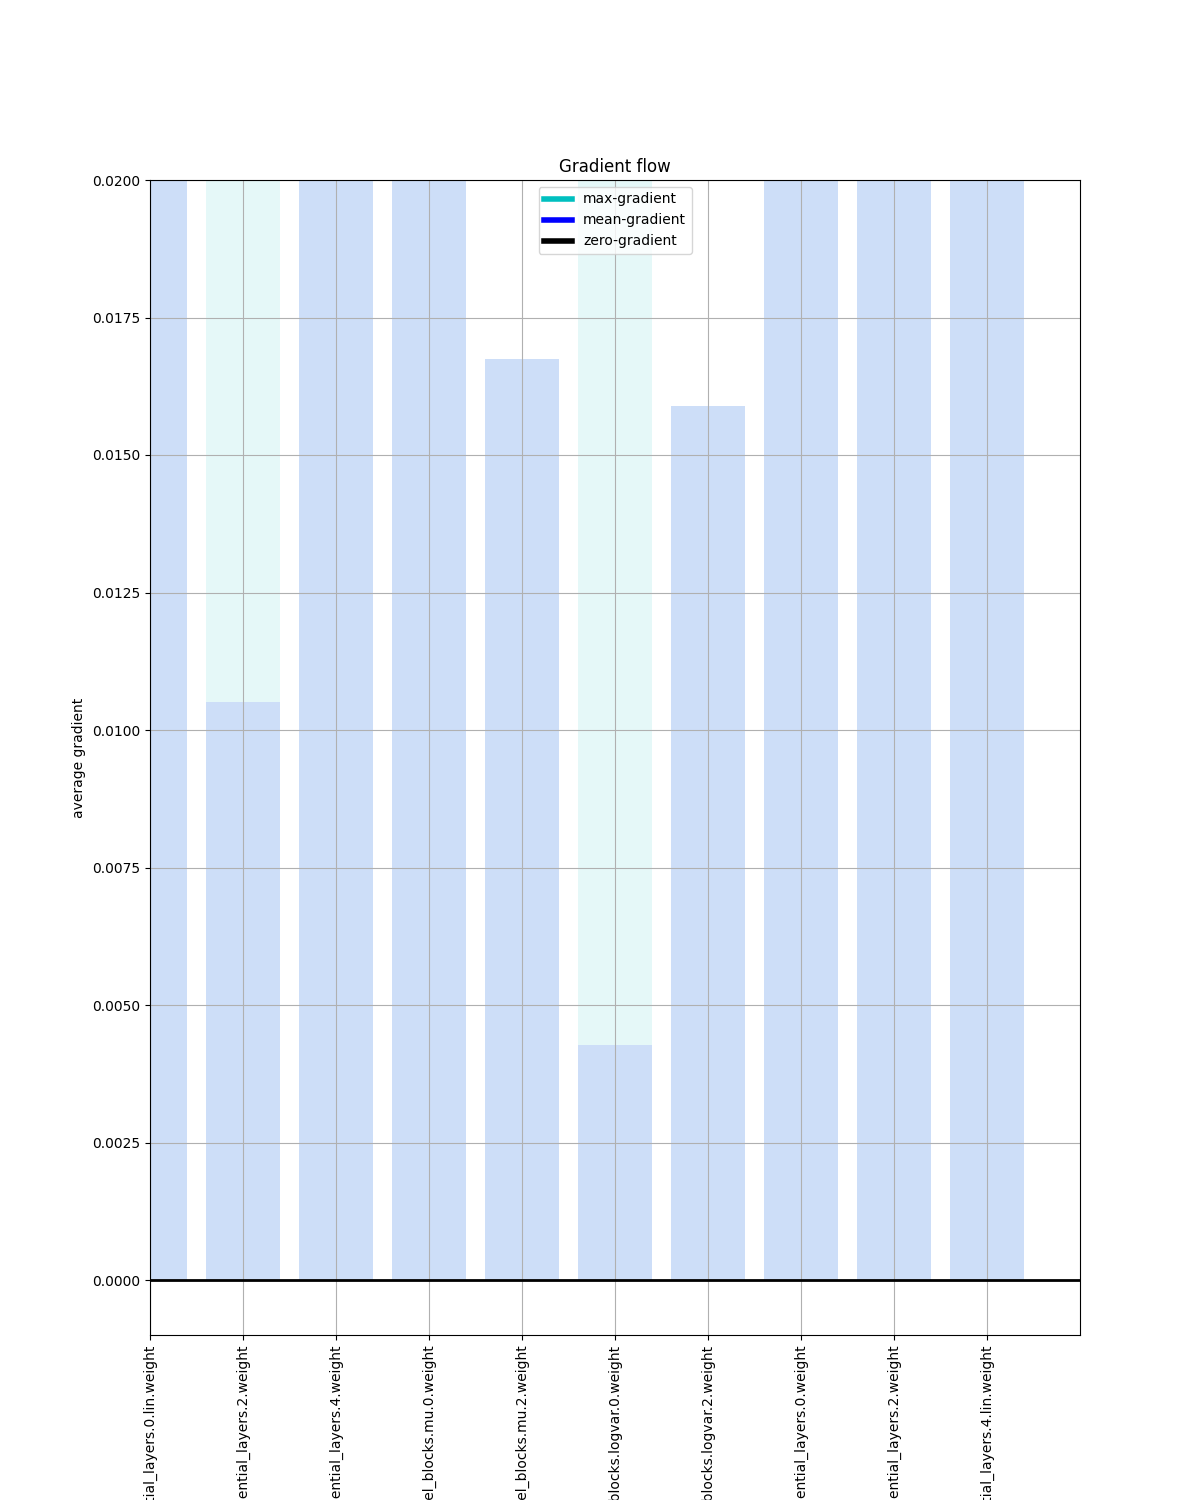 Gradient flow
max-gradient
mean-gradient
zero-gradient
0.0200
0.0175
0.0150
0.0125
0.0100
0.0075
0.0050
0.0025
0.0000
average gradient
tial_layers.0.lin.weight
ential_layers.2.weight
ential_layers.4.weight
el_blocks.mu.0.weight
el_blocks.mu.2.weight
blocks.logvar.0.weight
blocks.logvar.2.weight
ential_layers.0.weight
ential_layers.2.weight
tial_layers.4.lin.weight